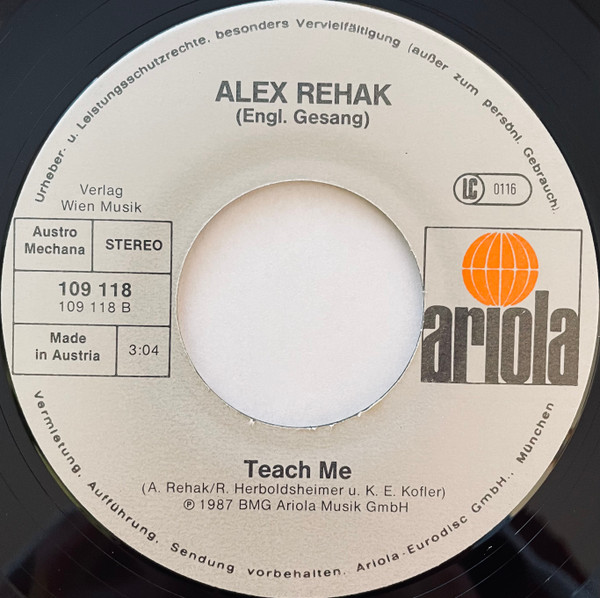 Urheber- u. Leistungsschutzrechte, besonders Vervielfältigung (außer zum persönl. Gebrauch),
ALEX REHAK
(Engl. Gesang)
Verlag
Wien Musik
LC 0116
Austro
Mechana
STEREO
109 118
109 118 B
Made
in Austria
3:04
ariola
Teach Me
(A. Rehak/R. Herboldsheimer u. K. E. Kofler)
℗ 1987 BMG Ariola Musik GmbH
Vermietung, Aufführung, Sendung vorbehalten. Ariola-Eurodisc GmbH., München